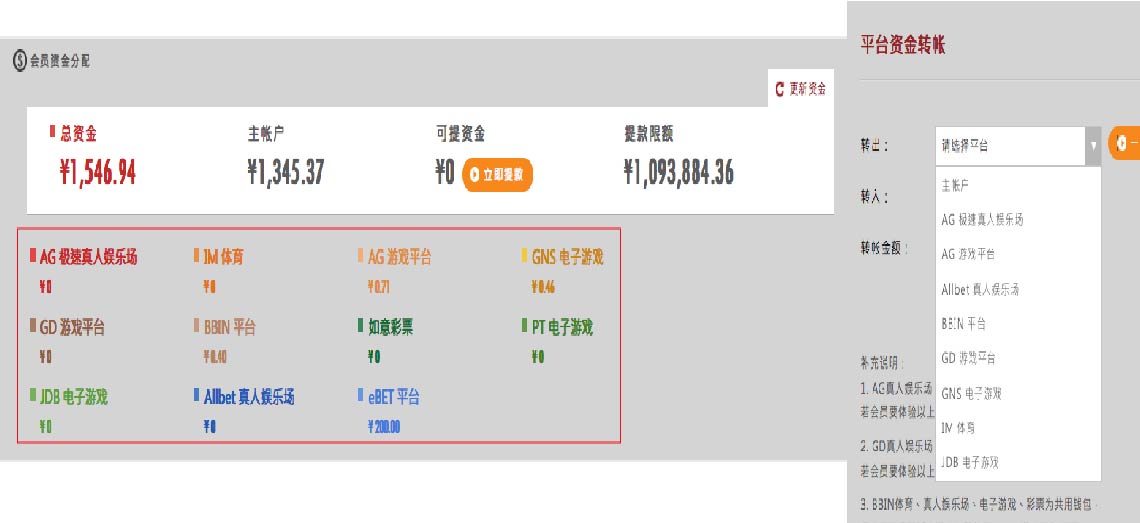 会员资金分配
更新资金
总资金 主帐户 可提资金 提款限额
¥1,546.94 ¥1,345.37 ¥0 立即提款 ¥1,093,884.36
AG 极速真人娱乐场 IM 体育 AG 游戏平台 GNS 电子游戏
¥0 ¥0 ¥0.71 ¥0.46
GD 游戏平台 BBIN 平台 如意彩票 PT 电子游戏
¥0 ¥0.40 ¥0 ¥0
JDB 电子游戏 Allbet 真人娱乐场 eBET 平台
¥0 ¥0 ¥200.00
平台资金转帐
转出： 请选择平台
转入：
转帐金额：
主帐户
AG 极速真人娱乐场
AG 游戏平台
Allbet 真人娱乐场
BBIN 平台
GD 游戏平台
GNS 电子游戏
IM 体育
JDB 电子游戏
补充说明：
1. AG真人娱乐场
若会员要体验以上
2. GD真人娱乐场
若会员要体验以上
3. BBIN体育、真人娱乐场、电子游戏、彩票为共用钱包，